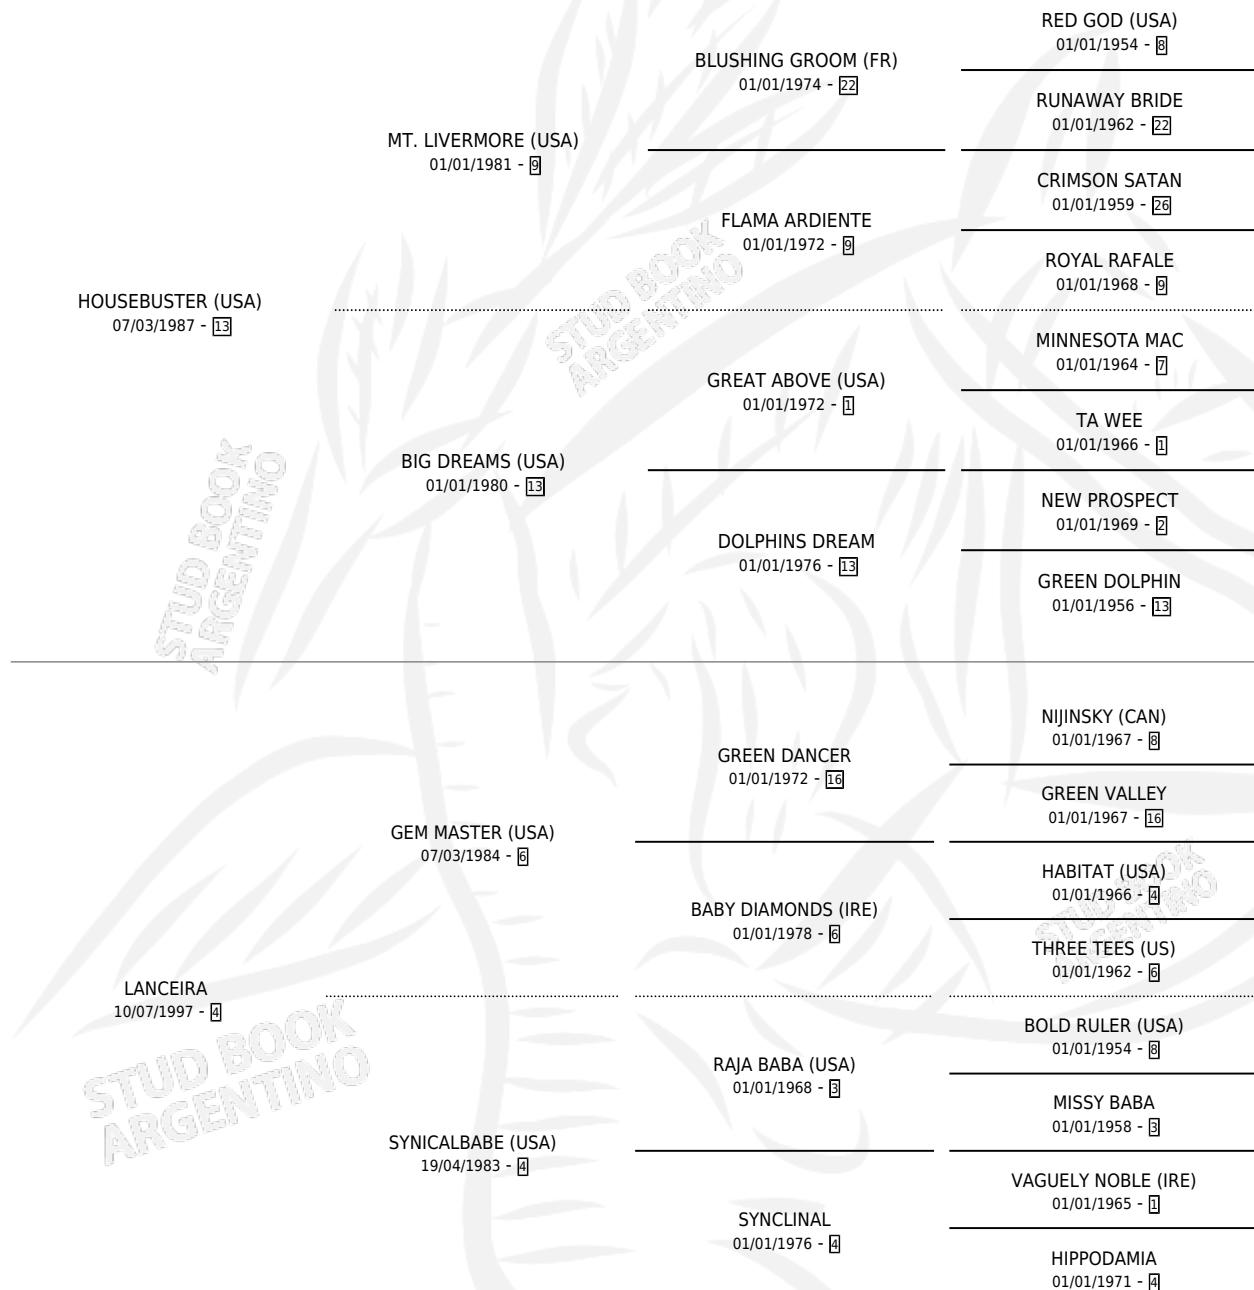 RED GOD (USA)
01/01/1954 - 8
BLUSHING GROOM (FR)
01/01/1974 - 22
RUNAWAY BRIDE
01/01/1962 - 22
MT. LIVERMORE (USA)
01/01/1981 - 9
CRIMSON SATAN
01/01/1959 - 26
FLAMA ARDIENTE
01/01/1972 - 9
ROYAL RAFALE
01/01/1968 - 9
HOUSEBUSTER (USA)
07/03/1987 - 13
MINNESOTA MAC
01/01/1964 - 7
GREAT ABOVE (USA)
01/01/1972 - 1
TA WEE
01/01/1966 - 1
BIG DREAMS (USA)
01/01/1980 - 13
NEW PROSPECT
01/01/1969 - 2
DOLPHINS DREAM
01/01/1976 - 13
GREEN DOLPHIN
01/01/1956 - 13
NIJINSKY (CAN)
01/01/1967 - 8
GREEN DANCER
01/01/1972 - 16
GREEN VALLEY
01/01/1967 - 16
GEM MASTER (USA)
07/03/1984 - 6
HABITAT (USA)
01/01/1966 - 4
BABY DIAMONDS (IRE)
01/01/1978 - 6
THREE TEES (US)
01/01/1962 - 6
LANCEIRA
10/07/1997 - 4
BOLD RULER (USA)
01/01/1954 - 8
RAJA BABA (USA)
01/01/1968 - 3
MISSY BABA
01/01/1958 - 3
SYNICALBABE (USA)
19/04/1983 - 4
VAGUELY NOBLE (IRE)
01/01/1965 - 1
SYNCLINAL
01/01/1976 - 4
HIPPODAMIA
01/01/1971 - 4
STUD BOOK
ARGENTINO
STUD BOOK
ARGENTINO
STUD BOOK
ARGENTINO
STUD BOOK
ARGENTINO